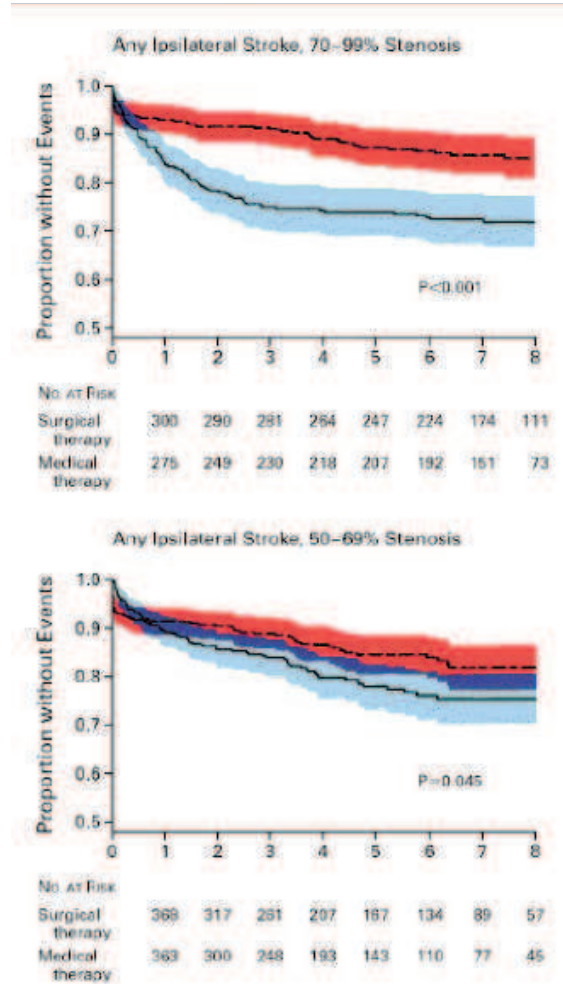 Any Ipsilateral Stroke, 70–99% Stenosis
Proportion without Events
1.0
0.9
0.8
0.7
0.6
0.5
P<0.001
0 1 2 3 4 5 6 7 8
No. at Risk
Surgical therapy 300 290 281 264 247 224 174 111
Medical therapy 275 249 230 218 207 192 151 73
Any Ipsilateral Stroke, 50–69% Stenosis
Proportion without Events
1.0
0.9
0.8
0.7
0.6
0.5
P=0.045
0 1 2 3 4 5 6 7 8
No. at Risk
Surgical therapy 368 317 261 207 167 134 89 57
Medical therapy 363 300 248 193 143 110 77 45